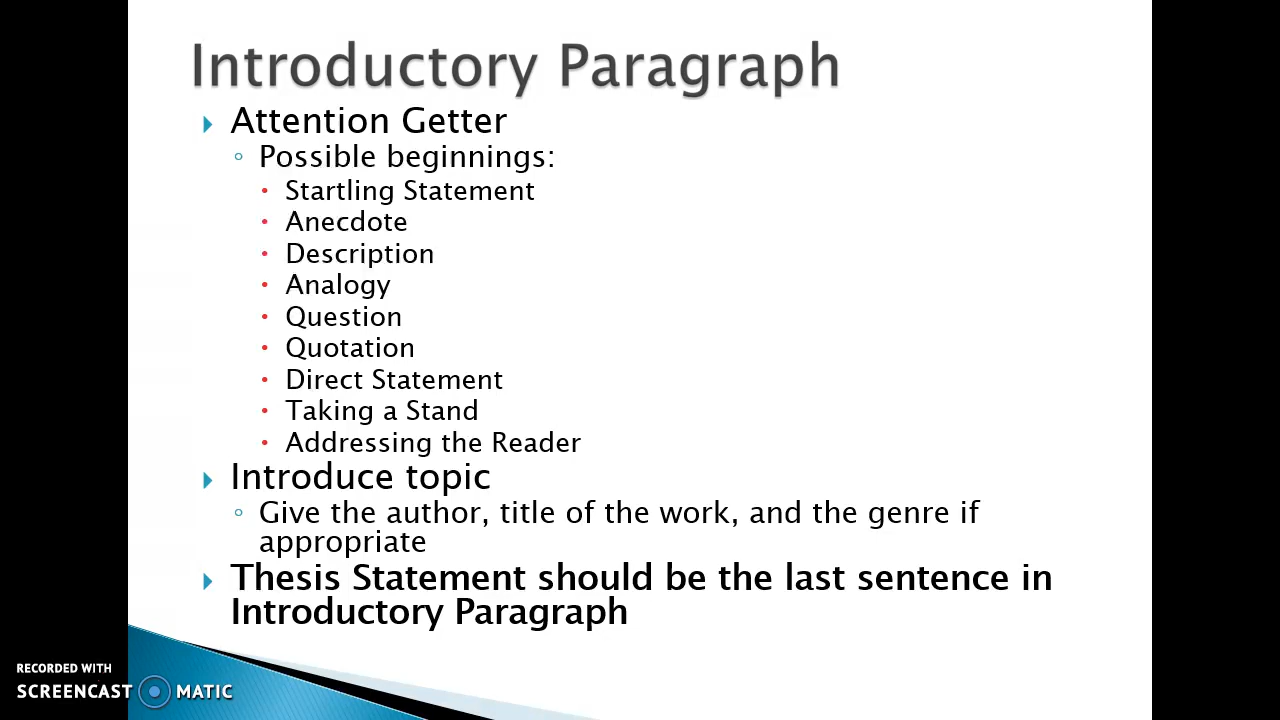 Introductory Paragraph
Attention Getter
Possible beginnings:
Startling Statement
Anecdote
Description
Analogy
Question
Quotation
Direct Statement
Taking a Stand
Addressing the Reader
Introduce topic
Give the author, title of the work, and the genre if
appropriate
Thesis Statement should be the last sentence in
Introductory Paragraph
RECORDED WITH
SCREENCAST MATIC